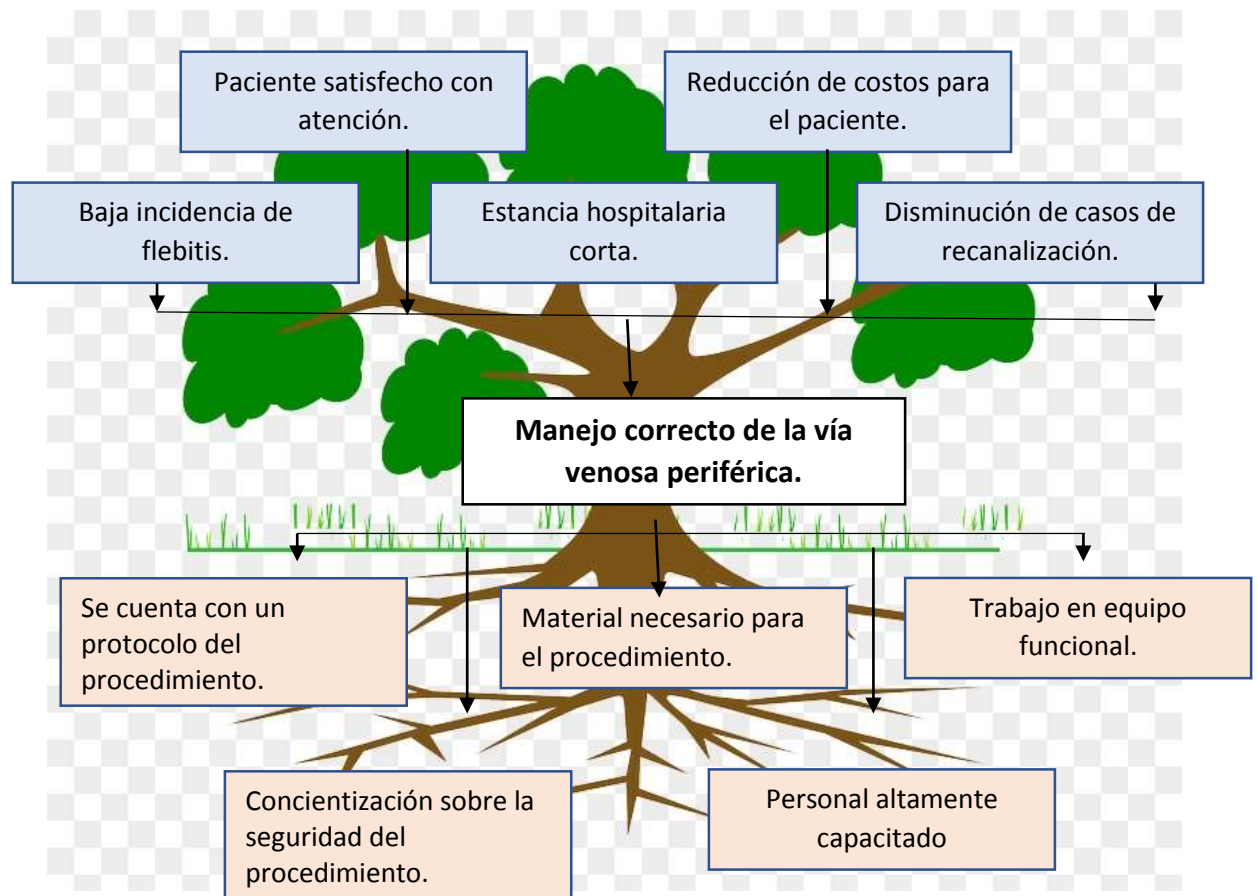 Paciente satisfecho con
atención.
Reducción de costos para
el paciente.
Baja incidencia de
flebitis.
Estancia hospitalaria
corta.
Disminución de casos de
recanalización.
Manejo correcto de la vía
venosa periférica.
Se cuenta con un
protocolo del
procedimiento.
Material necesario para
el procedimiento.
Trabajo en equipo
funcional.
Concientización sobre la
seguridad del
procedimiento.
Personal altamente
capacitado